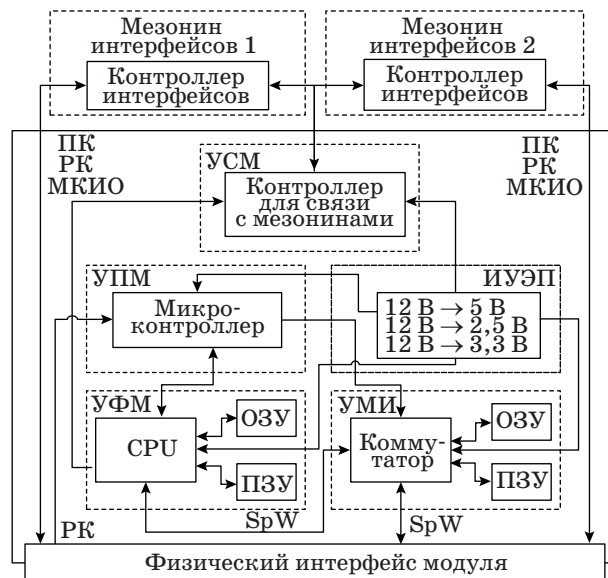 Мезонин
интерфейсов 1
Контроллер
интерфейсов
Мезонин
интерфейсов 2
Контроллер
интерфейсов
ПК
РК
МКИО
ПК
РК
МКИО
УСМ
Контроллер
для связи
с мезонинами
УПМ
Микро-
контроллер
ИУЭП
12 В → 5 В
12 В → 2,5 В
12 В → 3,3 В
УФМ
CPU
ОЗУ
ПЗУ
УМИ
Комму-
татор
ОЗУ
ПЗУ
РК
SpW
SpW
Физический интерфейс модуля